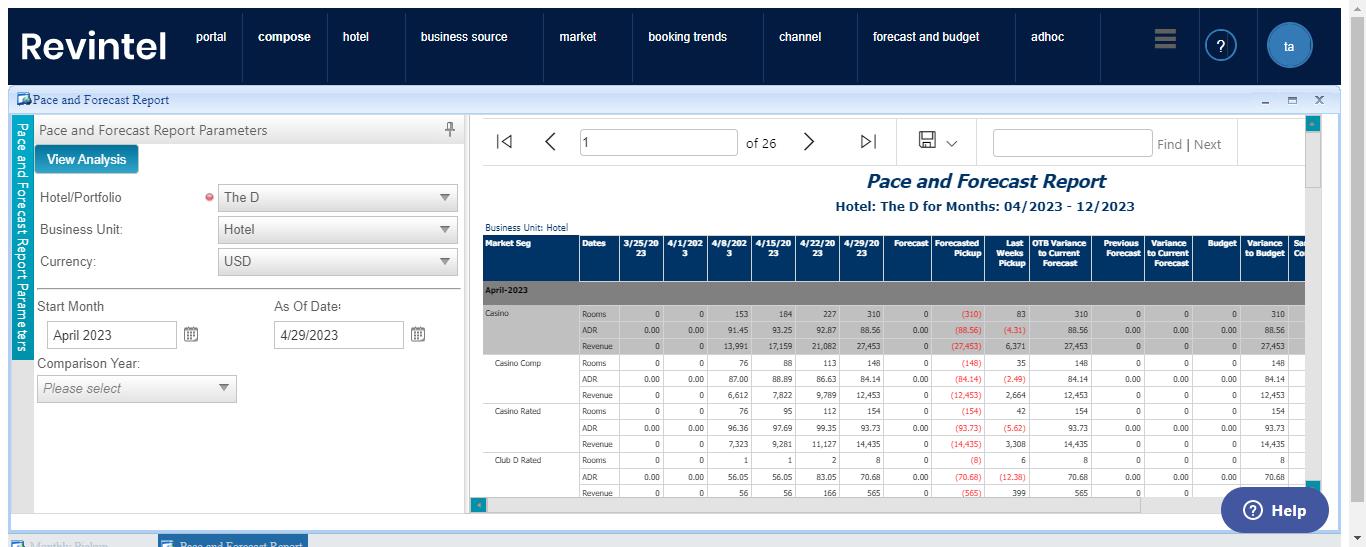 Revintel portal compose hotel business source market booking trends channel forecast and budget adhoc ? ta
Pace and Forecast Report
Pace and Forecast Report Parameters
Pace and Forecast Report Parameters
View Analysis
Hotel/Portfolio The D
Business Unit: Hotel
Currency: USD
Start Month As Of Date:
April 2023 4/29/2023
Comparison Year:
Please select
1 of 26 Find | Next
Pace and Forecast Report
Hotel: The D for Months: 04/2023 - 12/2023
Business Unit: Hotel
Market Seg Dates 3/25/20 4/1/202 4/8/202 4/15/20 4/22/20 4/29/20 Forecast Forecasted Last OTB Variance Previous Variance Budget Variance Sa
23 3 3 23 23 23 Pickup Weeks to Current Forecast to Current to Budget Co
Pickup Forecast Forecast
April-2023
Casino Rooms 0 0 153 184 227 310 0 (310) 83 310 0 0 0 310
ADR 0.00 0.00 91.45 93.25 92.87 88.56 0 (88.56) (4.31) 88.56 0.00 0.00 0.00 88.56
Revenue 0 0 13,991 17,159 21,082 27,453 0 (27,453) 6,371 27,453 0 0 0 27,453
Casino Comp Rooms 0 0 76 88 113 148 0 (148) 35 148 0 0 0 148
ADR 0.00 0.00 87.00 88.89 86.63 84.14 0 (84.14) (2.49) 84.14 0.00 0.00 0.00 84.14
Revenue 0 0 6,612 7,822 9,789 12,453 0 (12,453) 2,664 12,453 0 0 0 12,453
Casino Rated Rooms 0 0 76 95 112 154 0 (154) 42 154 0 0 0 154
ADR 0.00 0.00 96.36 97.69 99.35 93.73 0 (93.73) (5.62) 93.73 0.00 0.00 0.00 93.73
Revenue 0 0 7,323 9,281 11,127 14,435 0 (14,435) 3,308 14,435 0 0 0 14,435
Club D Rated Rooms 0 0 1 1 2 8 0 (8) 6 8 0 0 0 8
ADR 0.00 0.00 56.05 56.05 83.05 70.68 0 (70.68) (12.38) 70.68 0.00 0.00 0.00 70.68
Revenue 0 0 56 56 166 565 0 (565) 399 565 0 0
Help
Monthly Pickup Pace and Forecast Report